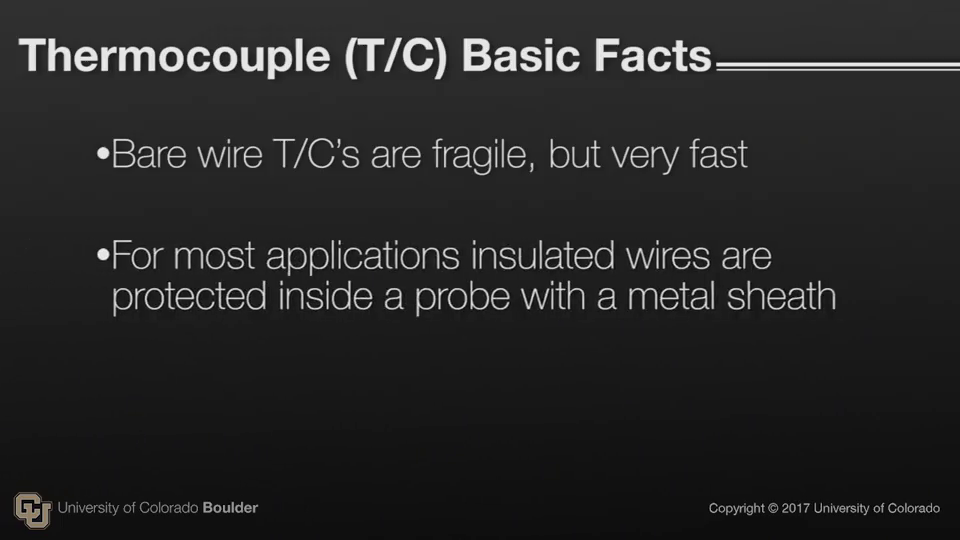 Thermocouple (T/C) Basic Facts
•Bare wire T/C's are fragile, but very fast
•For most applications insulated wires are
protected inside a probe with a metal sheath
CU University of Colorado Boulder
Copyright © 2017 University of Colorado